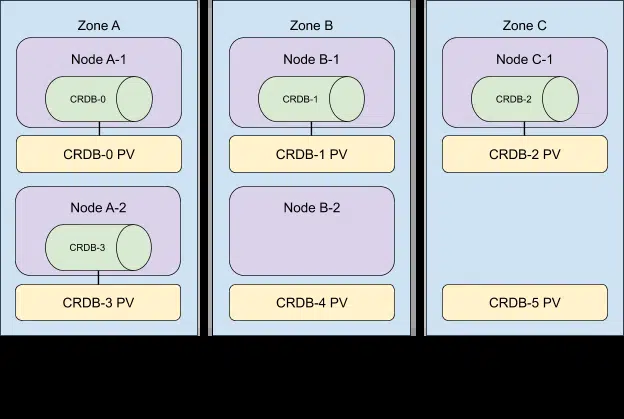 Zone A
Node A-1
CRDB-0
CRDB-0 PV
Node A-2
CRDB-3
CRDB-3 PV
Zone B
Node B-1
CRDB-1
CRDB-1 PV
Node B-2
CRDB-4 PV
Zone C
Node C-1
CRDB-2
CRDB-2 PV
CRDB-5 PV